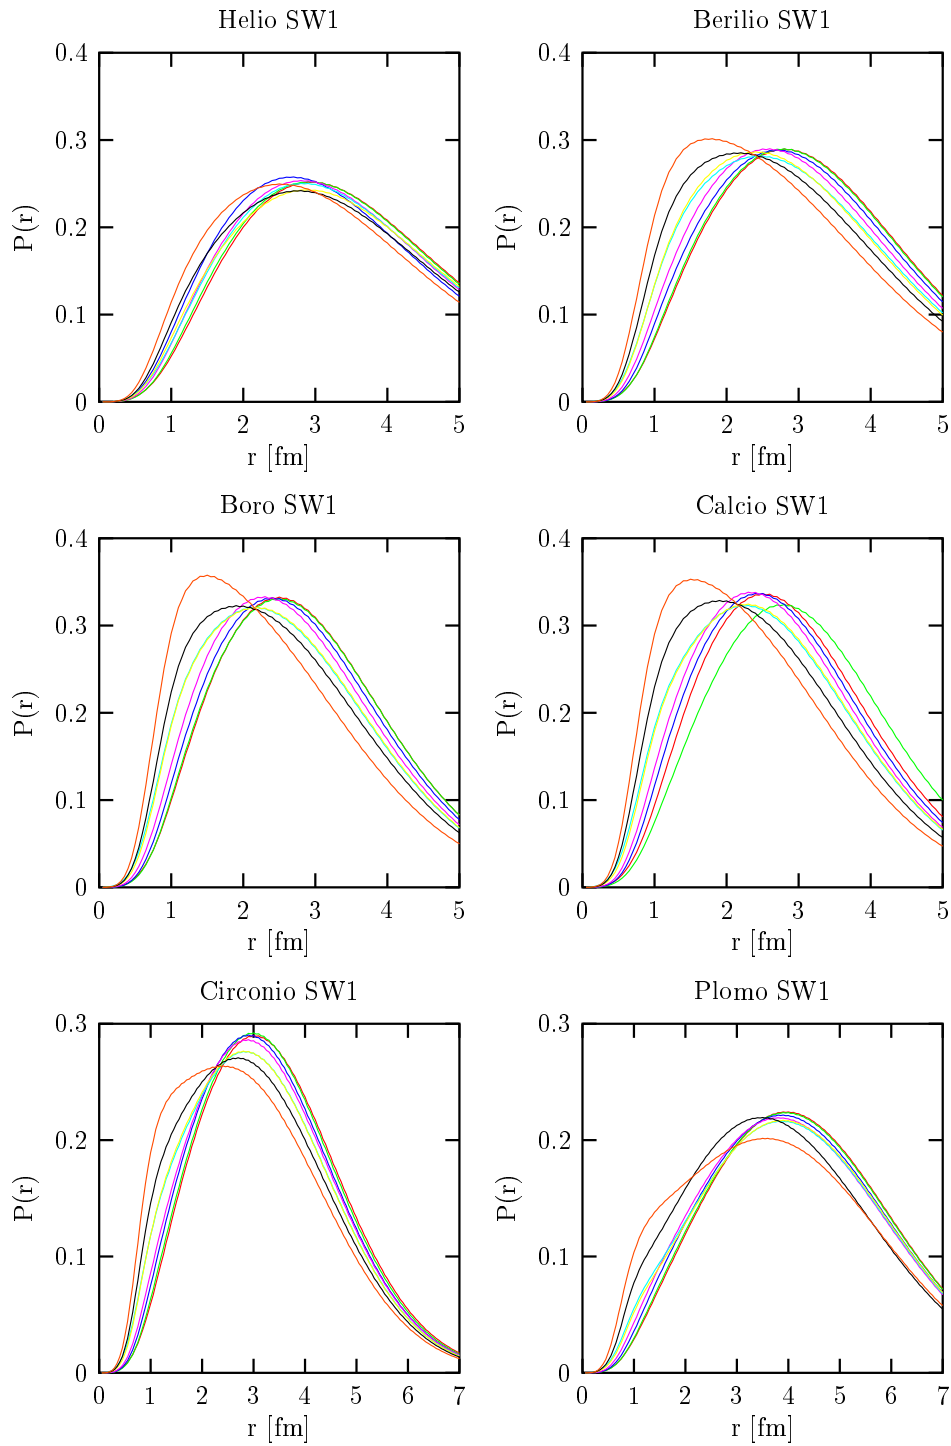 Helio SW1
0.4
0.3
0.2
0.1
0
P(r)
0 1 2 3 4 5
r [fm]
Berilio SW1
0.4
0.3
0.2
0.1
0
P(r)
0 1 2 3 4 5
r [fm]
Boro SW1
0.4
0.3
0.2
0.1
0
P(r)
0 1 2 3 4 5
r [fm]
Calcio SW1
0.4
0.3
0.2
0.1
0
P(r)
0 1 2 3 4 5
r [fm]
Circonio SW1
0.3
0.2
0.1
0
P(r)
0 1 2 3 4 5 6 7
r [fm]
Plomo SW1
0.3
0.2
0.1
0
P(r)
0 1 2 3 4 5 6 7
r [fm]